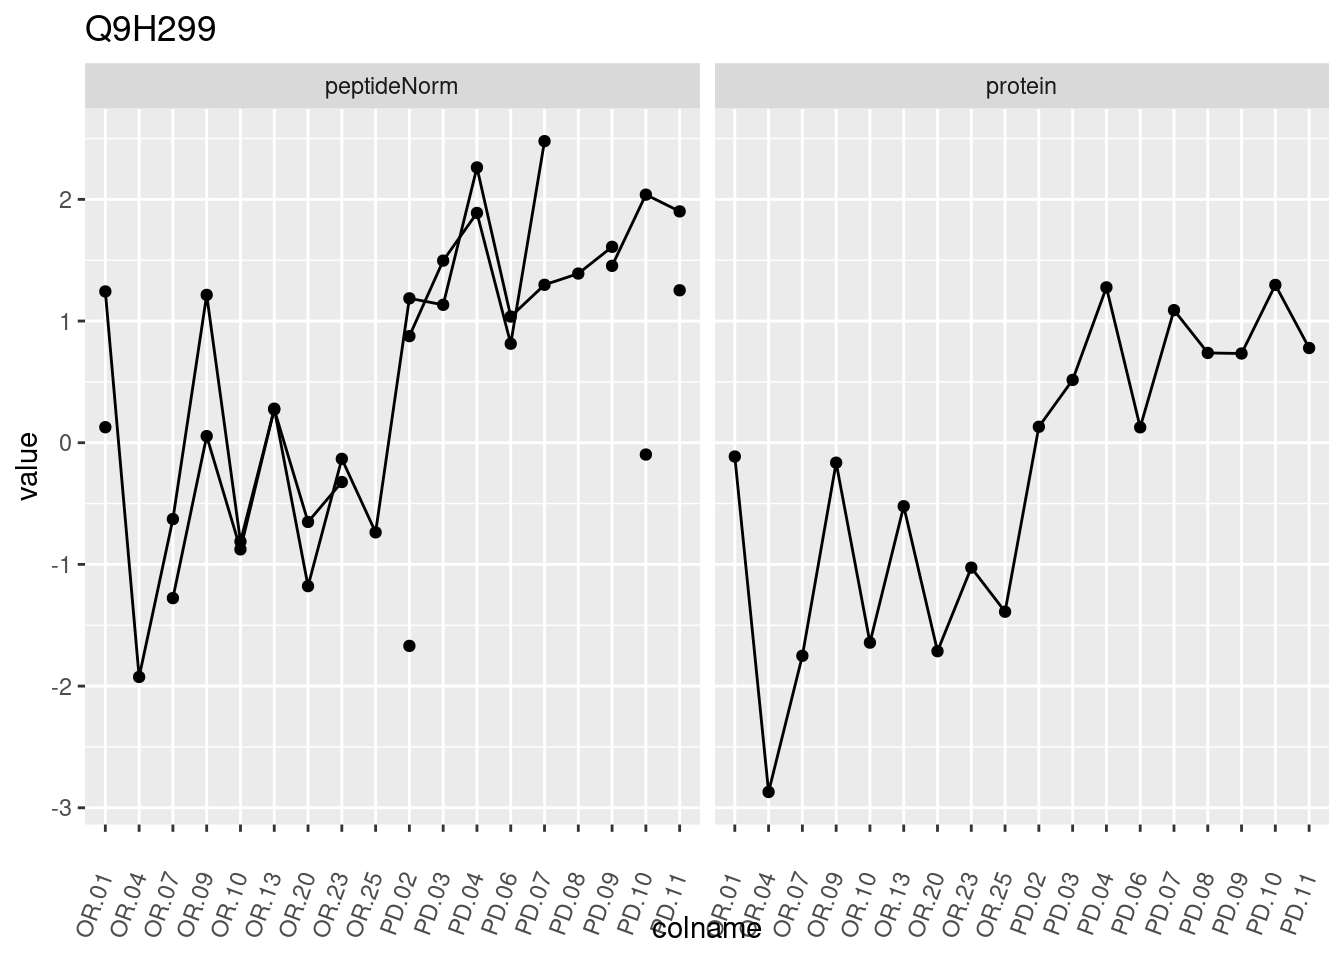 Q9H299
peptideNorm protein
value
2
1
0
-1
-2
-3
OR.01 OR.04 OR.07 OR.09 OR.10 OR.13 OR.20 OR.23 OR.25 PD.02 PD.03 PD.04 PD.06 PD.07 PD.08 PD.09 PD.10 PD.11 OR.01 OR.04 OR.07 OR.09 OR.10 OR.13 OR.20 OR.23 OR.25 PD.02 PD.03 PD.04 PD.06 PD.07 PD.08 PD.09 PD.10 PD.11
colname